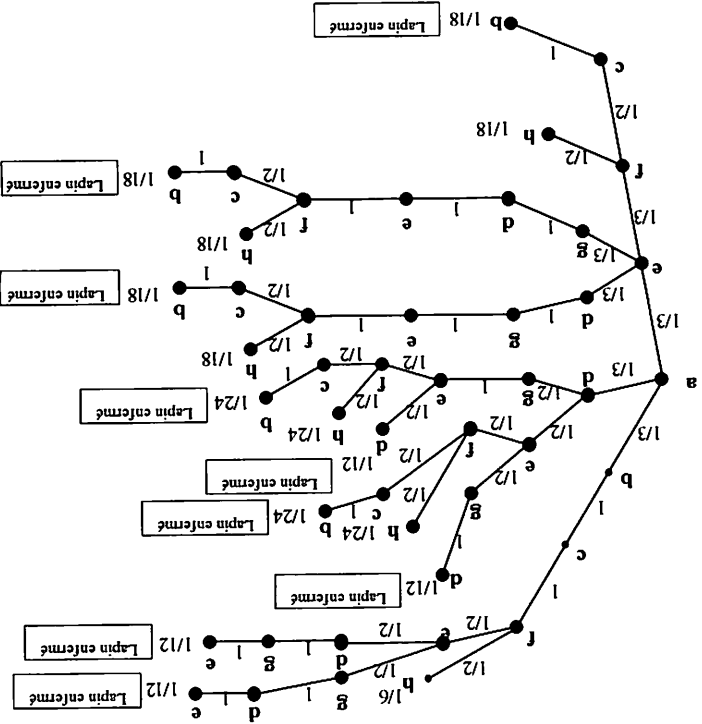 h 1/6
1/2
g 1 d 1 e 1/12 Lapin enfermé
1/2
f 1/2 e 1/2 d 1 g 1 e 1/12 Lapin enfermé
1
c
1
b
1/3
d 1/12 Lapin enfermé
1
g
1/2
h 1/24
1/2
e 1/2 f 1/2 c 1 b 1/24 Lapin enfermé
1/2
d 1/12 Lapin enfermé
1/2
h 1/24
1/2
a 1/3 d 1/2 g 1 e 1/2 f 1/2 c 1 b 1/24 Lapin enfermé
1/3
h 1/18
1/2
e 1/3 d 1 g 1 e 1 f 1/2 c 1 b 1/18 Lapin enfermé
h 1/18
1/2
1/3 g 1 d 1 e 1 f 1/2 c 1 b 1/18 Lapin enfermé
1/3
f 1/2 h 1/18
1/2
c 1 b 1/18 Lapin enfermé